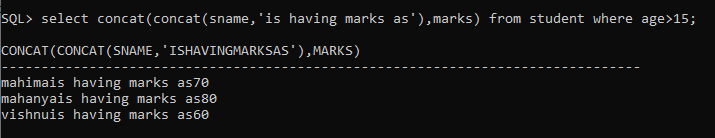 SQL> select concat(concat(sname,'is having marks as'),marks) from student where age>15;
CONCAT(CONCAT(SNAME,'ISHAVINGMARKSAS'),MARKS)
--------------------------------------------------------------------------------
mahimais having marks as70
mahanyais having marks as80
vishnuis having marks as60